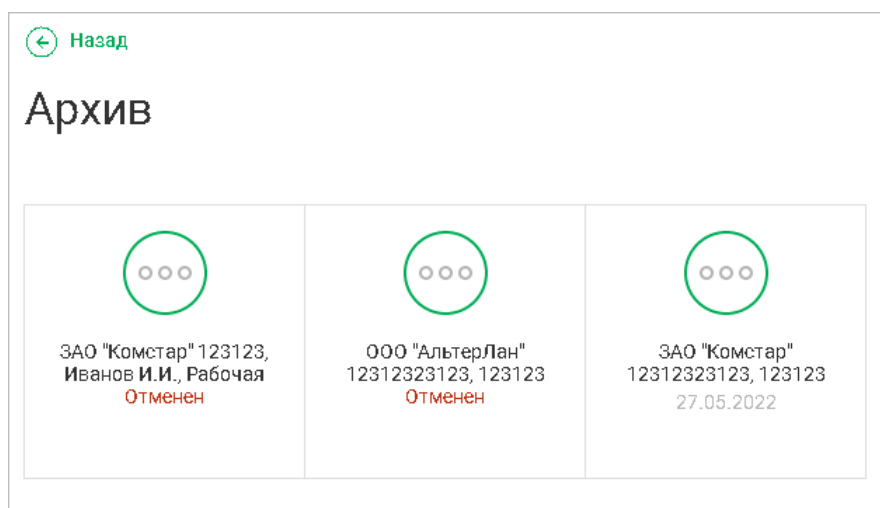 Назад
Архив
ЗАО "Комстар" 123123,
Иванов И.И., Рабочая
Отменен
ООО "АльтерЛан"
12312323123, 123123
Отменен
ЗАО "Комстар"
12312323123, 123123
27.05.2022